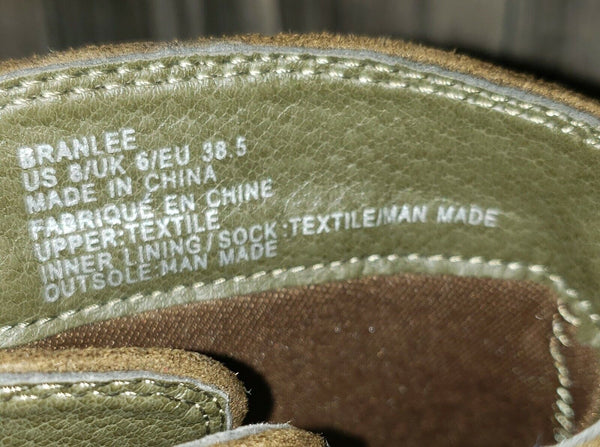 BRANLEE
US 8/UK 6/EU 38.5
MADE IN CHINA
FABRIQUÉ EN CHINE
UPPER:TEXTILE
INNER LINING/SOCK:TEXTILE/MAN MADE
OUTSOLE MAN MADE